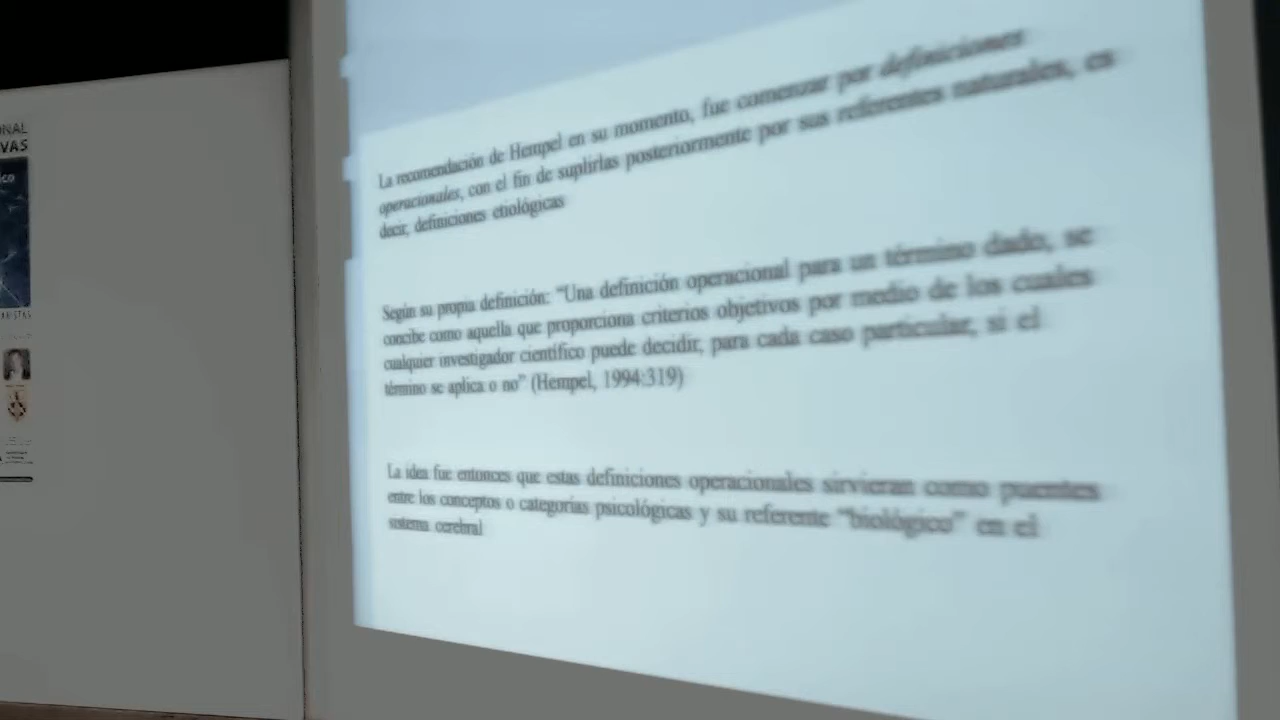 ONAL
VAS
co
La recomendación de Hempel en su momento, fue comenzar por definiciones
operacionales, con el fin de suplirlas posteriormente por sus referentes naturales, es
decir, definiciones etiológicas
Según su propia definición: “Una definición operacional para un término dado, se
concibe como aquella que proporciona criterios objetivos por medio de los cuales
cualquier investigador científico puede decidir, para cada caso particular, si el
término se aplica o no” (Hempel, 1994:319)
La idea fue entonces que estas definiciones operacionales sirvieran como puentes
entre los conceptos o categorías psicológicas y su referente “biológico” en el
sistema cerebral